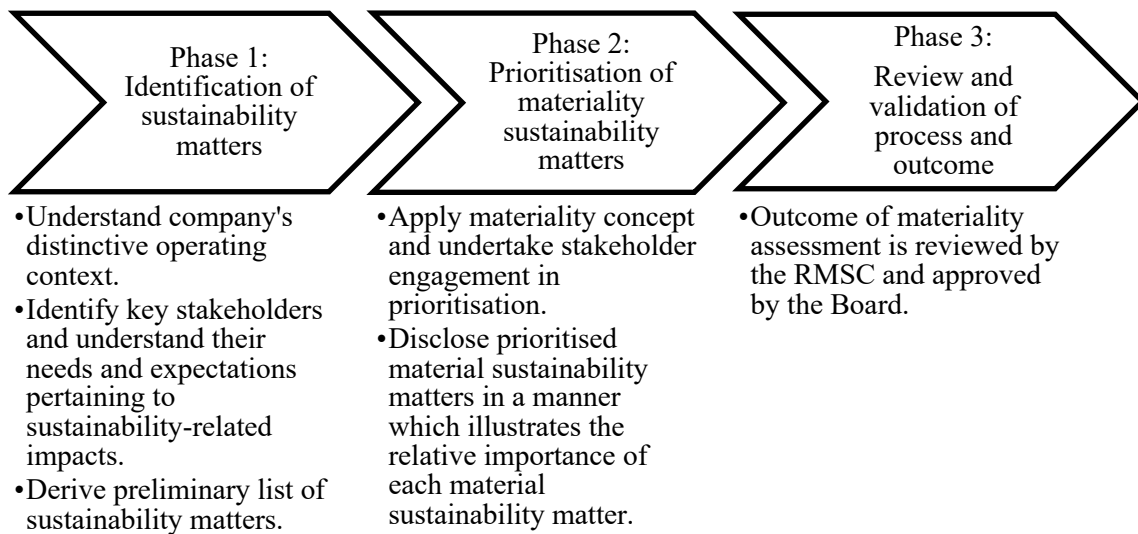 Phase 1:
Identification of
sustainability
matters
•Understand company's
distinctive operating
context.
•Identify key stakeholders
and understand their
needs and expectations
pertaining to
sustainability-related
impacts.
•Derive preliminary list of
sustainability matters.
Phase 2:
Prioritisation of
materiality
sustainability
matters
•Apply materiality concept
and undertake stakeholder
engagement in
prioritisation.
•Disclose prioritised
material sustainability
matters in a manner
which illustrates the
relative importance of
each material
sustainability matter.
Phase 3:
Review and
validation of
process and
outcome
•Outcome of materiality
assessment is reviewed by
the RMSC and approved
by the Board.